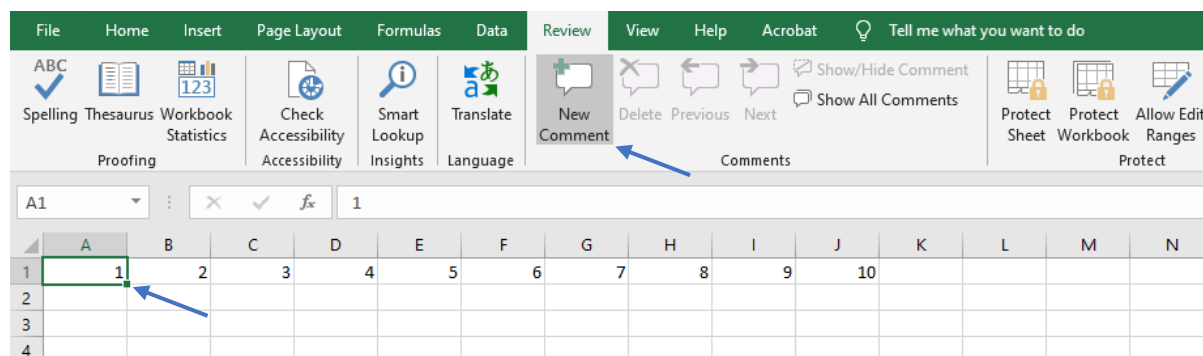 File Home Insert Page Layout Formulas Data Review View Help Acrobat Tell me what you want to do
ABC
123
あ
a
Show/Hide Comment
Show All Comments
Spelling Thesaurus Workbook Statistics
Check Accessibility
Smart Lookup
Translate
New Comment
Delete Previous Next
Protect Sheet
Protect Workbook
Allow Edit Ranges
Proofing Accessibility Insights Language Comments Protect
A1 fx 1
A B C D E F G H I J K L M N
1 1 2 3 4 5 6 7 8 9 10
2
3
4